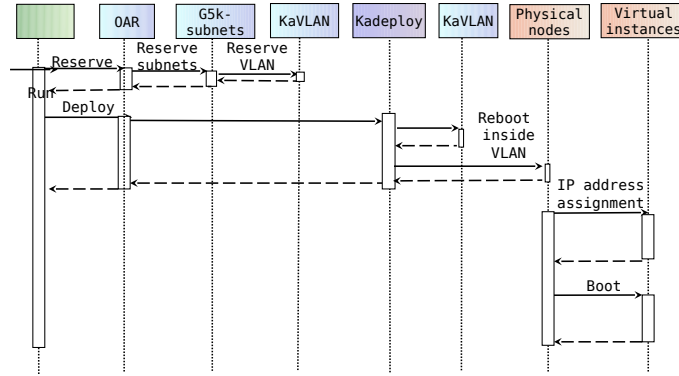 OAR
G5k-
subnets
KaVLAN
Kadeploy
KaVLAN
Physical
nodes
Virtual
instances
Reserve
Reserve
subnets
Reserve
VLAN
Run
Deploy
Reboot
inside
VLAN
IP address
assignment
Boot